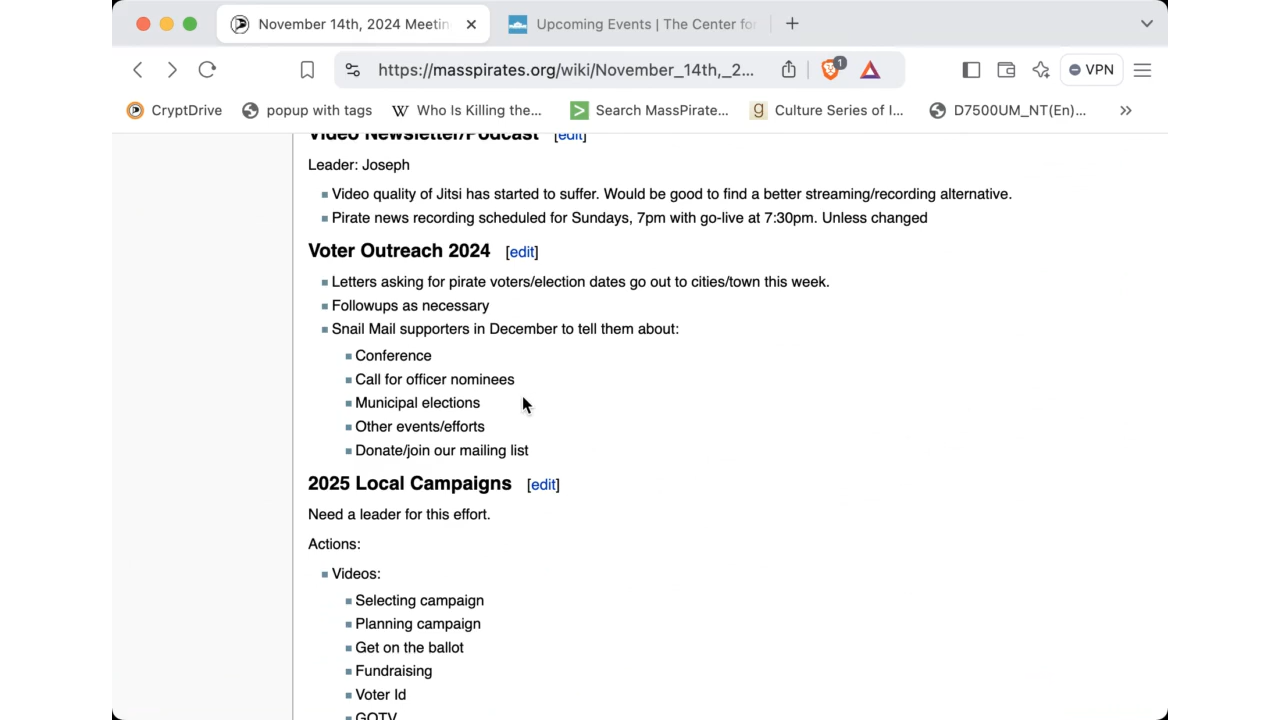 November 14th, 2024 Meetin
Upcoming Events | The Center fo
https://masspirates.org/wiki/November_14th,_2...
1
VPN
CryptDrive
popup with tags
W Who Is Killing the...
> Search MassPirate...
g Culture Series of I...
D7500UM_NT(En)...
»
Video Newsletter/Podcast [edit]
Leader: Joseph
Video quality of Jitsi has started to suffer. Would be good to find a better streaming/recording alternative.
Pirate news recording scheduled for Sundays, 7pm with go-live at 7:30pm. Unless changed
Voter Outreach 2024 [edit]
Letters asking for pirate voters/election dates go out to cities/town this week.
Followups as necessary
Snail Mail supporters in December to tell them about:
Conference
Call for officer nominees
Municipal elections
Other events/efforts
Donate/join our mailing list
2025 Local Campaigns [edit]
Need a leader for this effort.
Actions:
Videos:
Selecting campaign
Planning campaign
Get on the ballot
Fundraising
Voter Id
GOTV